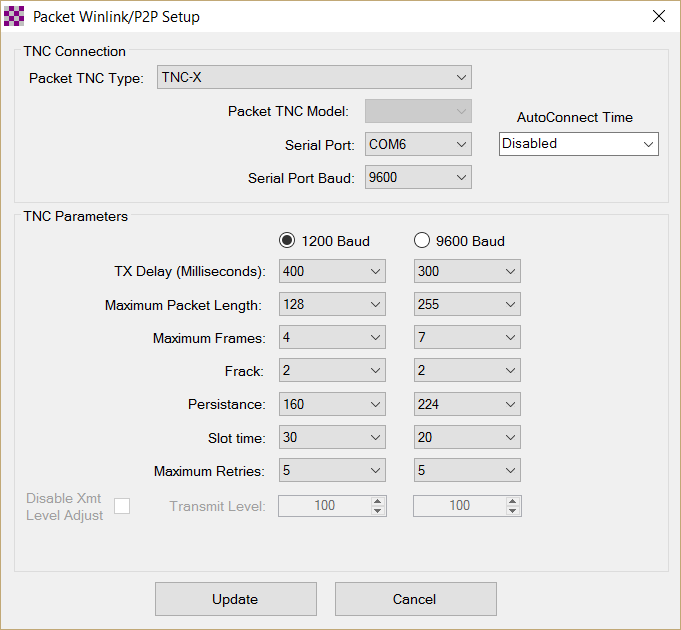 Packet Winlink/P2P Setup
TNC Connection
Packet TNC Type: TNC-X
Packet TNC Model:
AutoConnect Time
Serial Port: COM6 Disabled
Serial Port Baud: 9600
TNC Parameters
1200 Baud 9600 Baud
TX Delay (Milliseconds): 400 300
Maximum Packet Length: 128 255
Maximum Frames: 4 7
Frack: 2 2
Persistance: 160 224
Slot time: 30 20
Maximum Retries: 5 5
Disable Xmt
Level Adjust Transmit Level: 100 100
Update Cancel